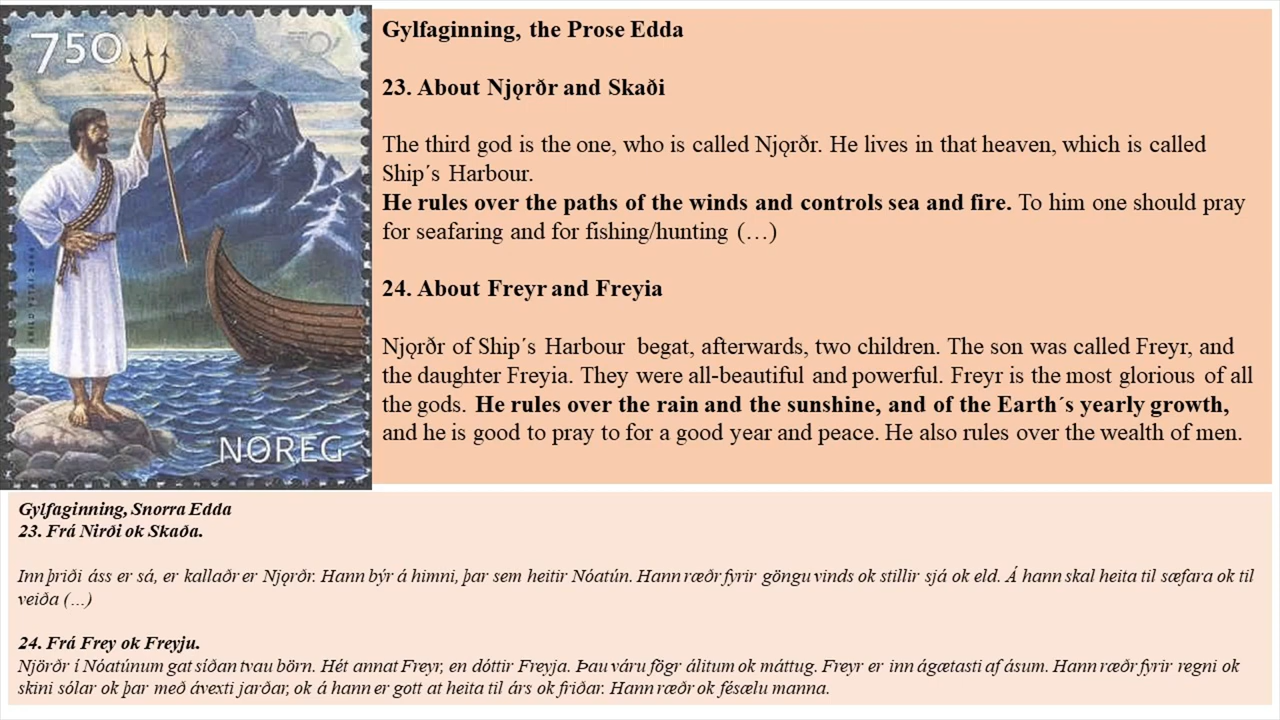 750
NOREG
Gylfaginning, the Prose Edda
23. About Njǫrðr and Skaði
The third god is the one, who is called Njǫrðr. He lives in that heaven, which is called
Ship´s Harbour.
He rules over the paths of the winds and controls sea and fire. To him one should pray
for seafaring and for fishing/hunting (…)
24. About Freyr and Freyia
Njǫrðr of Ship´s Harbour begat, afterwards, two children. The son was called Freyr, and
the daughter Freyia. They were all-beautiful and powerful. Freyr is the most glorious of all
the gods. He rules over the rain and the sunshine, and of the Earth´s yearly growth,
and he is good to pray to for a good year and peace. He also rules over the wealth of men.
Gylfaginning, Snorra Edda
23. Frá Nirði ok Skaða.
Inn þriði áss er sá, er kallaðr er Njǫrðr. Hann býr á himni, þar sem heitir Nóatún. Hann ræðr fyrir göngu vinds ok stillir sjá ok eld. Á hann skal heita til sæfara ok til
veiða (…)
24. Frá Frey ok Freyju.
Njörðr í Nóatúnum gat síðan tvau börn. Hét annat Freyr, en dóttir Freyja. Þau váru fögr álitum ok máttug. Freyr er inn ágætasti af ásum. Hann ræðr fyrir regni ok
skini sólar ok þar með ávexti jarðar, ok á hann er gott at heita til árs ok friðar. Hann ræðr ok fésælu manna.